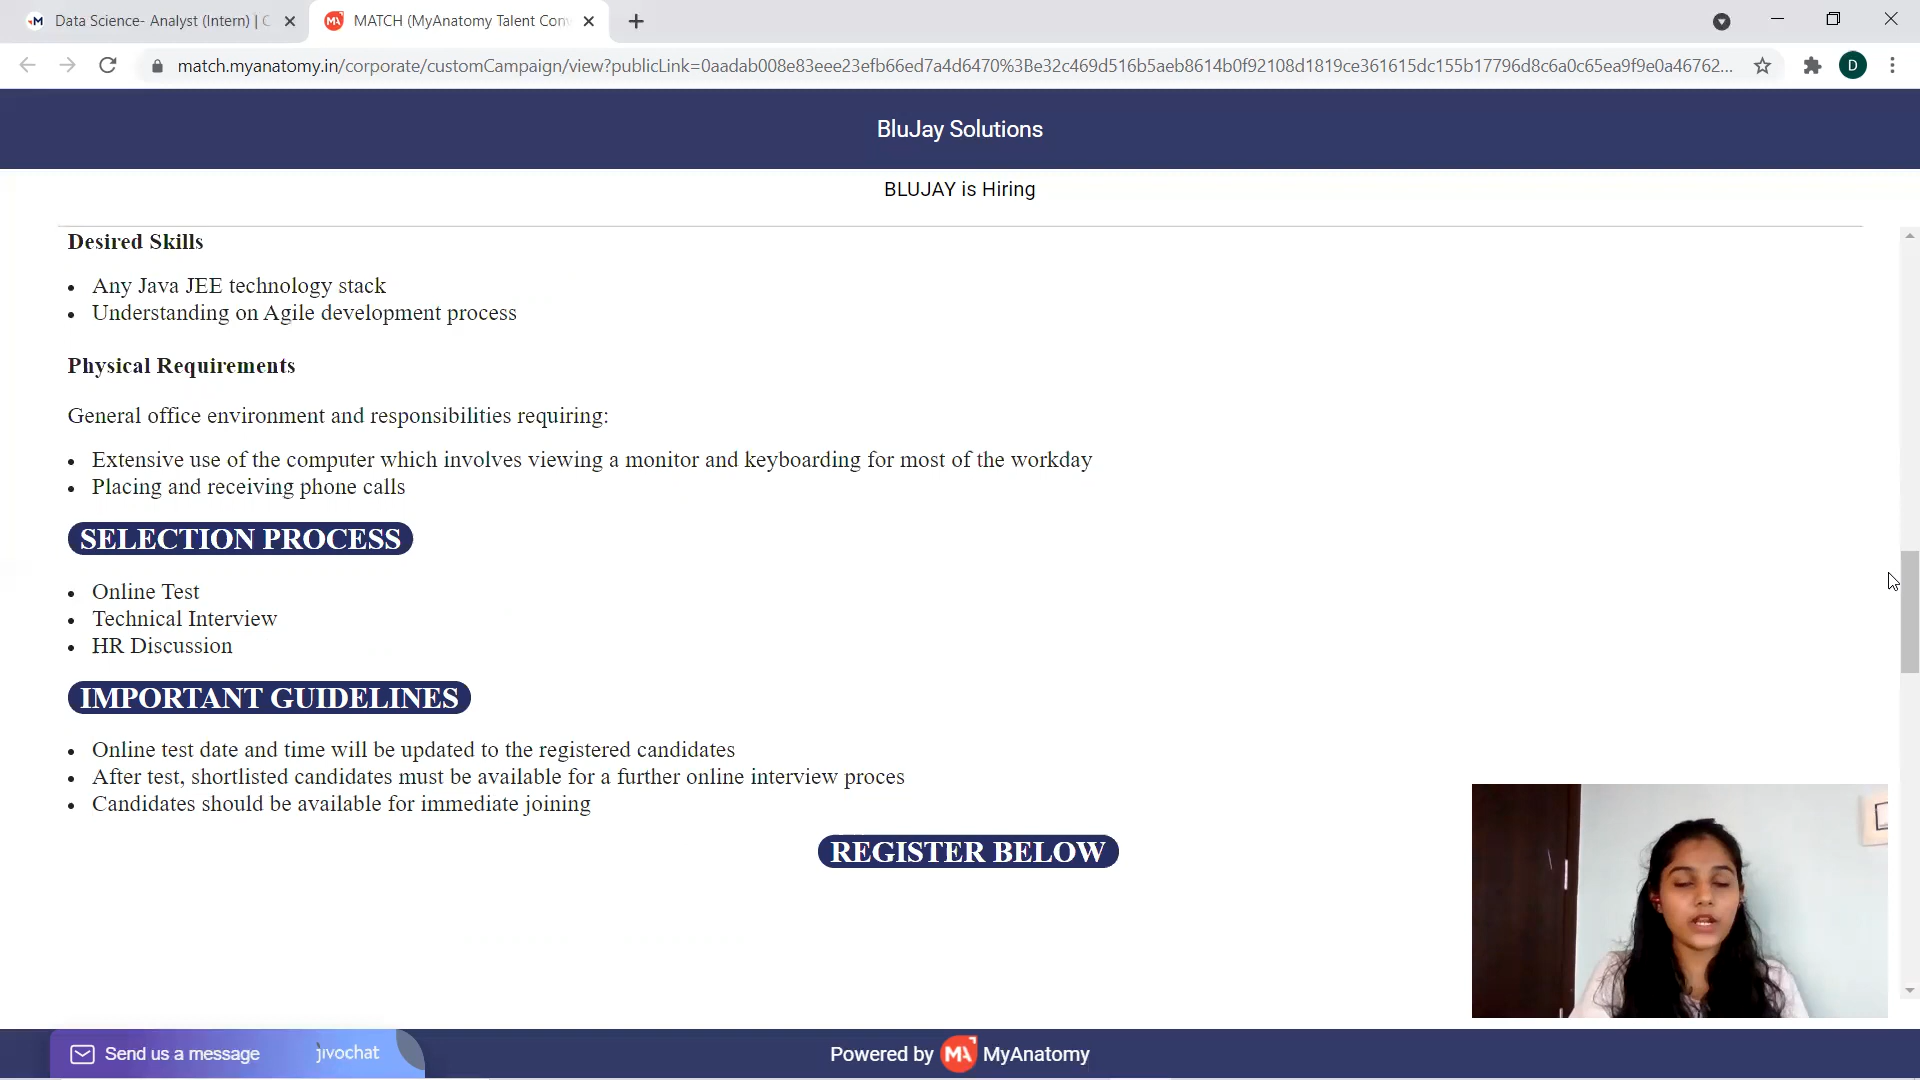 Data Science- Analyst (Intern) | C
MATCH (MyAnatomy Talent Con
match.myanatomy.in/corporate/customCampaign/view?publicLink=0aadab008e83eee23efb66ed7a4d6470%3Be32c469d516b5aeb8614b0f92108d1819ce361615dc155b17796d8c6a0c65ea9f9e0a46762...
D
BluJay Solutions
BLUJAY is Hiring
Desired Skills
• Any Java JEE technology stack
• Understanding on Agile development process
Physical Requirements
General office environment and responsibilities requiring:
• Extensive use of the computer which involves viewing a monitor and keyboarding for most of the workday
• Placing and receiving phone calls
SELECTION PROCESS
• Online Test
• Technical Interview
• HR Discussion
IMPORTANT GUIDELINES
• Online test date and time will be updated to the registered candidates
• After test, shortlisted candidates must be available for a further online interview proces
• Candidates should be available for immediate joining
REGISTER BELOW
Send us a message jivochat
Powered by MA MyAnatomy